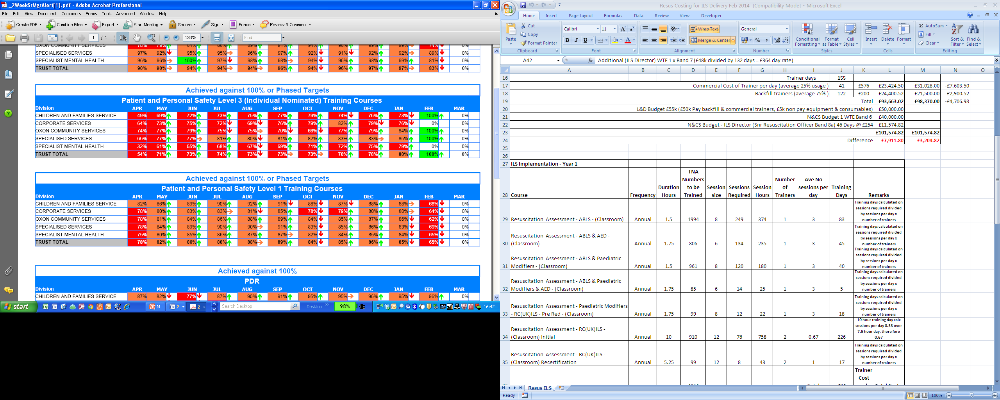 _2WeekSrMgrAlert[1].pdf - Adobe Acrobat Professional
File Edit View Document Comments Forms Tools Advanced Window Help
Create PDF Combine Files Export Start Meeting Secure Sign Forms Review & Comment
1 / 1 133% Find
OXON COMMUNITY SERVICES 78% 79% 84% 88% 89% 91% 94% 98% 99% 99% 74% 0%
SPECIALISED SERVICES 97% 92% 95% 95% 96% 97% 92% 91% 92% 92% 89% 0%
SPECIALIST MENTAL HEALTH 96% 96% 100% 97% 98% 98% 94% 96% 98% 99% 81% 0%
TRUST TOTAL 90% 90% 94% 94% 94% 96% 94% 96% 97% 97% 83% 0%
Achieved against 100% or Phased Targets
Patient and Personal Safety Level 3 (Individual Nominated) Training Courses
Division APR MAY JUN JUL AUG SEP OCT NOV DEC JAN FEB MAR
CHILDREN AND FAMILIES SERVICE 49% 69% 72% 73% 75% 77% 79% 74% 76% 73% 100% 0%
CORPORATE SERVICES 64% 73% 75% 72% 69% 76% 79% 82% 79% 76% 0% 0%
OXON COMMUNITY SERVICES 74% 77% 79% 75% 75% 70% 66% 77% 79% 84% 100% 0%
SPECIALISED SERVICES 65% 77% 77% 81% 80% 81% 82% 83% 83% 85% 100% 0%
SPECIALIST MENTAL HEALTH 32% 61% 65% 68% 67% 69% 71% 72% 75% 79% 0% 0%
TRUST TOTAL 54% 71% 73% 74% 73% 73% 73% 76% 78% 80% 100% 0%
Achieved against 100% or Phased Targets
Patient and Personal Safety Level 1 Training Courses
Division APR MAY JUN JUL AUG SEP OCT NOV DEC JAN FEB MAR
CHILDREN AND FAMILIES SERVICE 82% 86% 89% 90% 92% 91% 88% 87% 88% 88% 68% 0%
CORPORATE SERVICES 78% 80% 83% 83% 81% 85% 78% 79% 80% 80% 64% 0%
OXON COMMUNITY SERVICES 78% 81% 84% 86% 88% 89% 84% 85% 87% 86% 62% 0%
SPECIALISED SERVICES 78% 84% 89% 90% 90% 91% 83% 85% 86% 83% 69% 0%
SPECIALIST MENTAL HEALTH 75% 80% 85% 86% 87% 87% 82% 84% 85% 84% 65% 0%
TRUST TOTAL 78% 82% 86% 88% 88% 89% 84% 85% 86% 85% 65% 0%
Achieved against 100%
PDR
Division APR MAY JUN JUL AUG SEP OCT NOV DEC JAN FEB MAR
CHILDREN AND FAMILIES SERVICE 87% 82% 77% 87% 90% 91% 95% 95% 96% 95% 96% 0%
start M 2 2 Search Desktop Desktop 98% 16:42
Resus Costing for ILS Delivery Feb 2014 [Compatibility Mode] - Microsoft Excel
Home Insert Page Layout Formulas Data Review View Developer
Paste Cut Copy Format Painter Clipboard
Calibri 11 B I U Font
Wrap Text Merge & Center Alignment
General % , Number
Conditional Formatting Format as Table Cell Styles Styles
Insert Delete Format Cells
AutoSum Fill Clear Sort & Filter Find & Select Editing
A42 fx Additional (ILS Director) WTE 1 x Band 7 (£48k divided by 132 days = £364 day rate)
A B C D E F G H I J K L M N O
16 Trainer days 155
17 Commercial Cost of Trainer per day (average 25% usage ) 41 £576 £23,424.50 £31,028.00 -£7,603.50
18 Backfill trainers (average 75% ) 122 £200 £24,400.52 £21,500.00 £2,900.52
19 Total £93,663.02 £98,370.00 -£4,706.98
20 L&D Budget £55k (£50k Pay backfill & commercial trainers, £5k non pay equipment & consumables) £50,000.00
21 N&CS Budget 1 WTE Band 6 £40,000.00
22 N&CS Budget - ILS Director (Snr Resuscitation Officer Band 8a) 46 Days @ £254 £11,574.82
23 £101,574.82 £101,574.82
24 Difference £7,911.80 £3,204.82
25
26
27 ILS Implementation - Year 1
28 Course Frequency Duration Hours TNA Numbers to be Trained Session size Sessions Required Session Hours Number of Trainers Ave No sessions per day Training Days Remarks
29 Resuscitation Assessment - ABLS - (Classroom) Annual 1.5 1994 8 249 374 1 3 83 Training days calculated on sessions required divided by sessions per day x number of trainers
30 Resuscitation Assessment - ABLS & AED - (Classroom) Annual 1.75 806 6 134 235 1 3 45 Training days calculated on sessions required divided by sessions per day x number of trainers
31 Resuscitation Assessment - ABLS & Paediatric Modifiers - (Classroom) Annual 1.5 961 8 120 180 1 3 40 Training days calculated on sessions required divided by sessions per day x number of trainers
32 Resuscitation Assessment - ABLS & Paediatric Modifiers & AED - (Classroom) Annual 1.75 85 6 14 25 1 3 5 Training days calculated on sessions required divided by sessions per day x number of trainers
33 Resuscitation Assessment - Paediatric Modifiers - RC(UK)ILS - Pre Red - (Classroom) Annual 1.75 99 8 12 22 1 3 18 Training days calculated on sessions required divided by sessions per day x number of trainers
34 Resuscitation Assessment - RC(UK)ILS - (Classroom) Initial Annual 10 910 12 76 758 2 0.67 226 10 hour training day calc sessions per day 0.33 over 7.5 hour day, there fore 0.67
35 Resuscitation Assessment - RC(UK)ILS - (Classroom) Recertification Annual 5.25 99 12 8 43 2 1 17 Training days calculated on sessions required divided by sessions per day x number of trainers
Trainer Cost
Resus ILS
Ready 100%